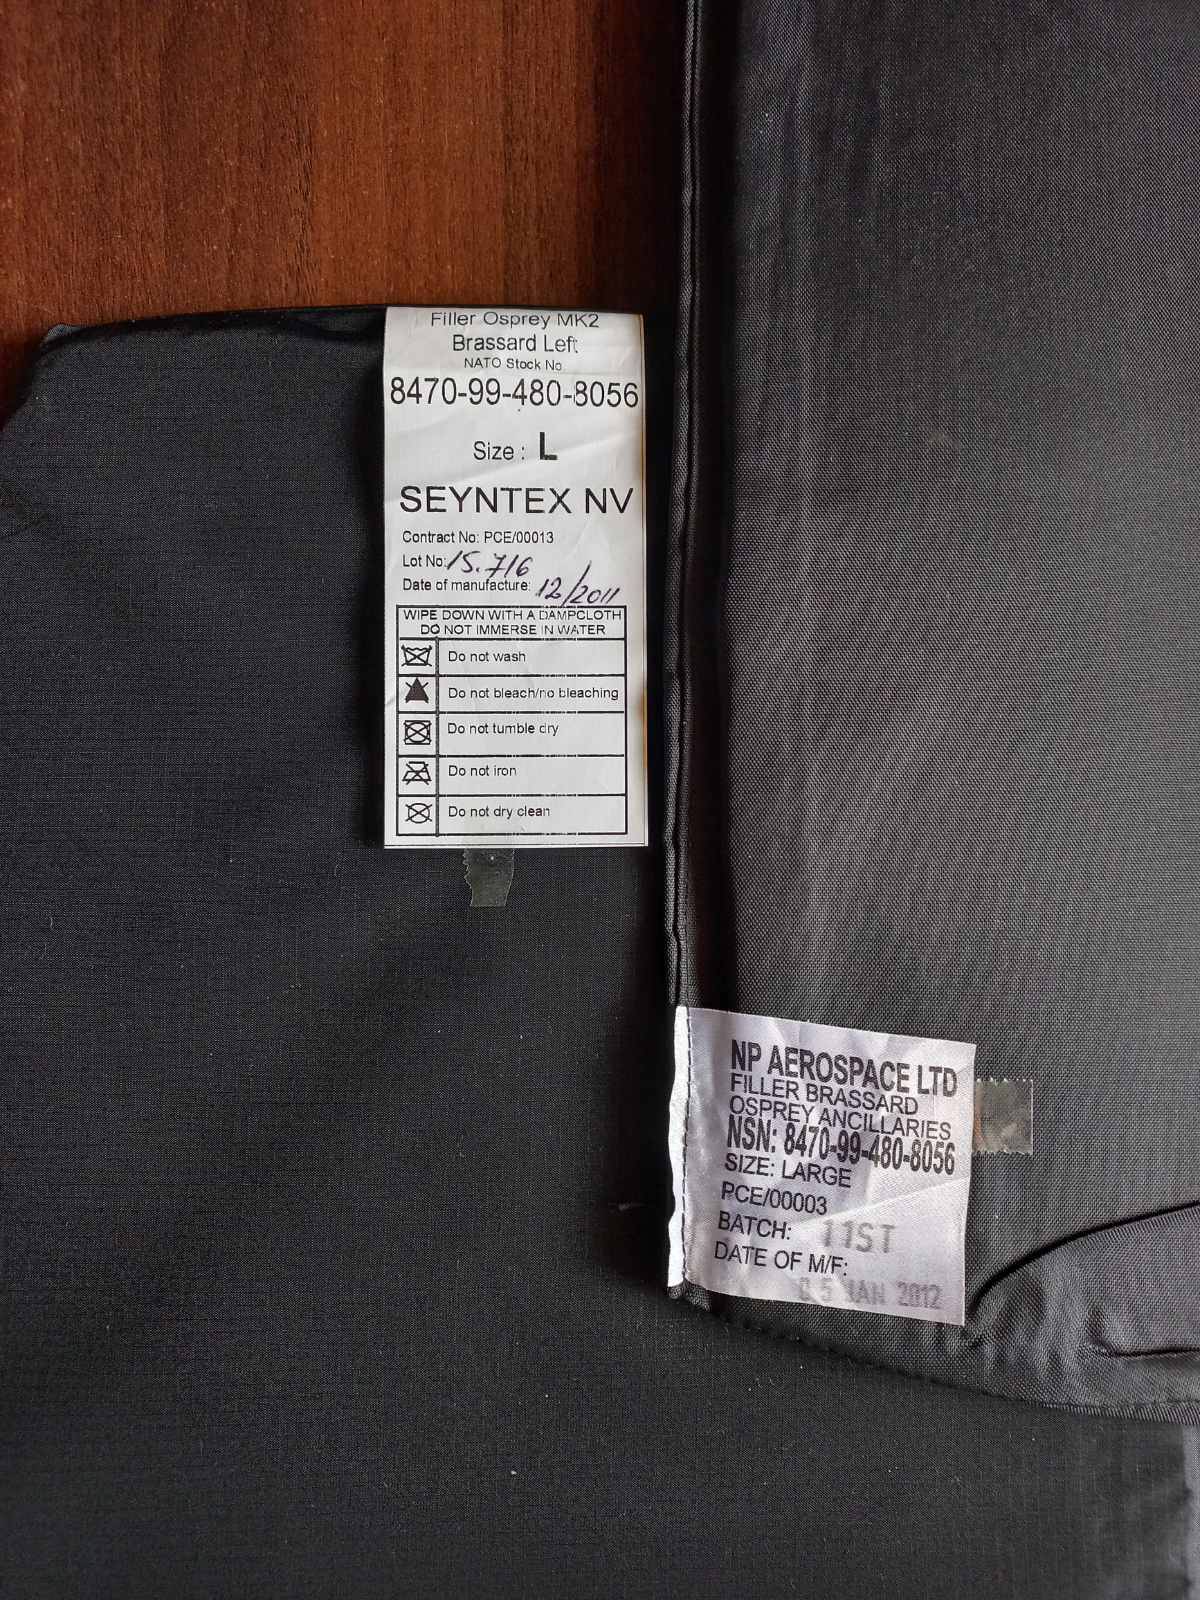 Filler Osprey MK2
Brassard Left
NATO Stock No
8470-99-480-8056
Size : L
SEYNTEX NV
Contract No: PCE/00013
Lot No: 15.716
Date of manufacture: 12/2011
WIPE DOWN WITH A DAMPCLOTH
DO NOT IMMERSE IN WATER
Do not wash
Do not bleach/no bleaching
Do not tumble dry
Do not iron
Do not dry clean
NP AEROSPACE LTD
FILLER BRASSARD
OSPREY ANCILLARIES
NSN: 8470-99-480-8056
SIZE: LARGE
PCE/00003
BATCH: 11ST
DATE OF M/F:
05 JAN 2012